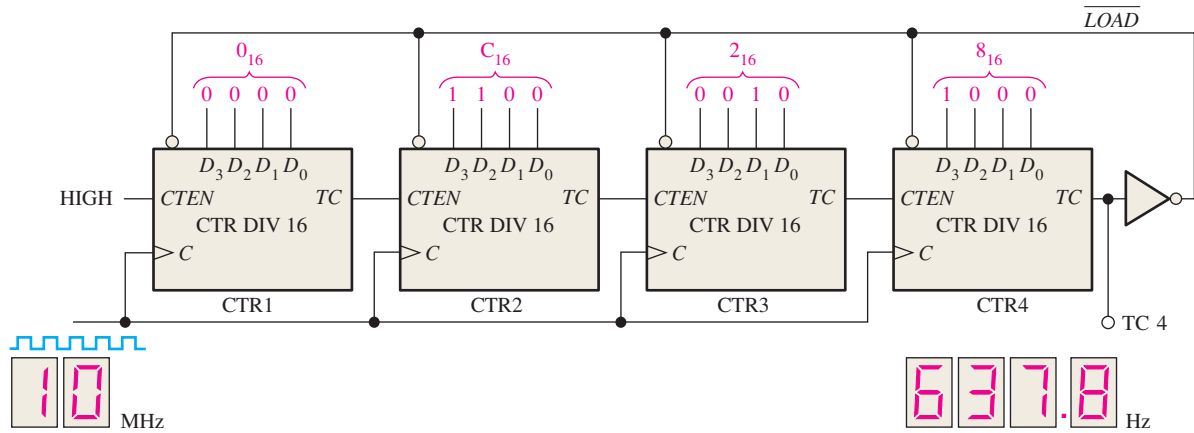 LOAD
0₁₆ C₁₆ 2₁₆ 8₁₆
0 0 0 0 1 1 0 0 0 0 1 0 1 0 0 0
D₃ D₂ D₁ D₀ D₃ D₂ D₁ D₀ D₃ D₂ D₁ D₀ D₃ D₂ D₁ D₀
HIGH CTEN TC CTEN TC CTEN TC CTEN TC
CTR DIV 16 CTR DIV 16 CTR DIV 16 CTR DIV 16
C C C C
CTR1 CTR2 CTR3 CTR4
TC 4
10 MHz 637.8 Hz